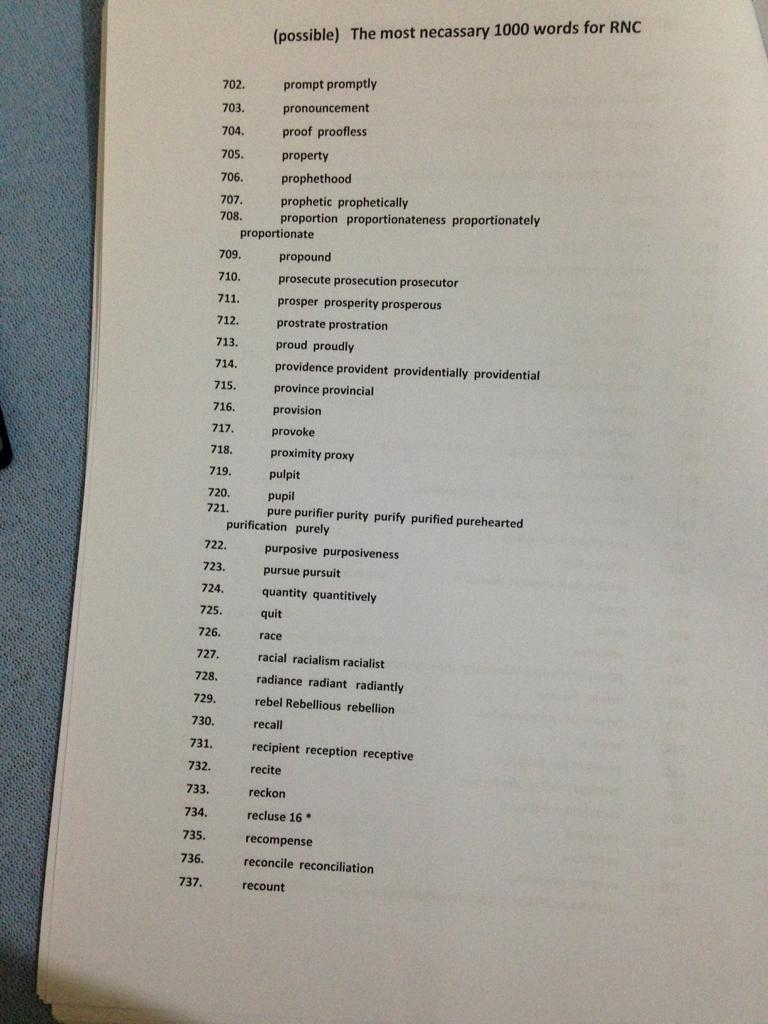 (possible) The most necassary 1000 words for RNC
702. prompt promptly
703. pronouncement
704. proof proofless
705. property
706. prophethood
707. prophetic prophetically
708. proportion proportionateness proportionately
proportionate
709. propound
710. prosecute prosecution prosecutor
711. prosper prosperity prosperous
712. prostrate prostration
713. proud proudly
714. providence provident providentially providential
715. province provincial
716. provision
717. provoke
718. proximity proxy
719. pulpit
720. pupil
721. pure purifier purity purify purified purehearted
purification purely
722. purposive purposiveness
723. pursue pursuit
724. quantity quantitively
725. quit
726. race
727. racial racialism racialist
728. radiance radiant radiantly
729. rebel Rebellious rebellion
730. recall
731. recipient reception receptive
732. recite
733. reckon
734. recluse 16 *
735. recompense
736. reconcile reconciliation
737. recount